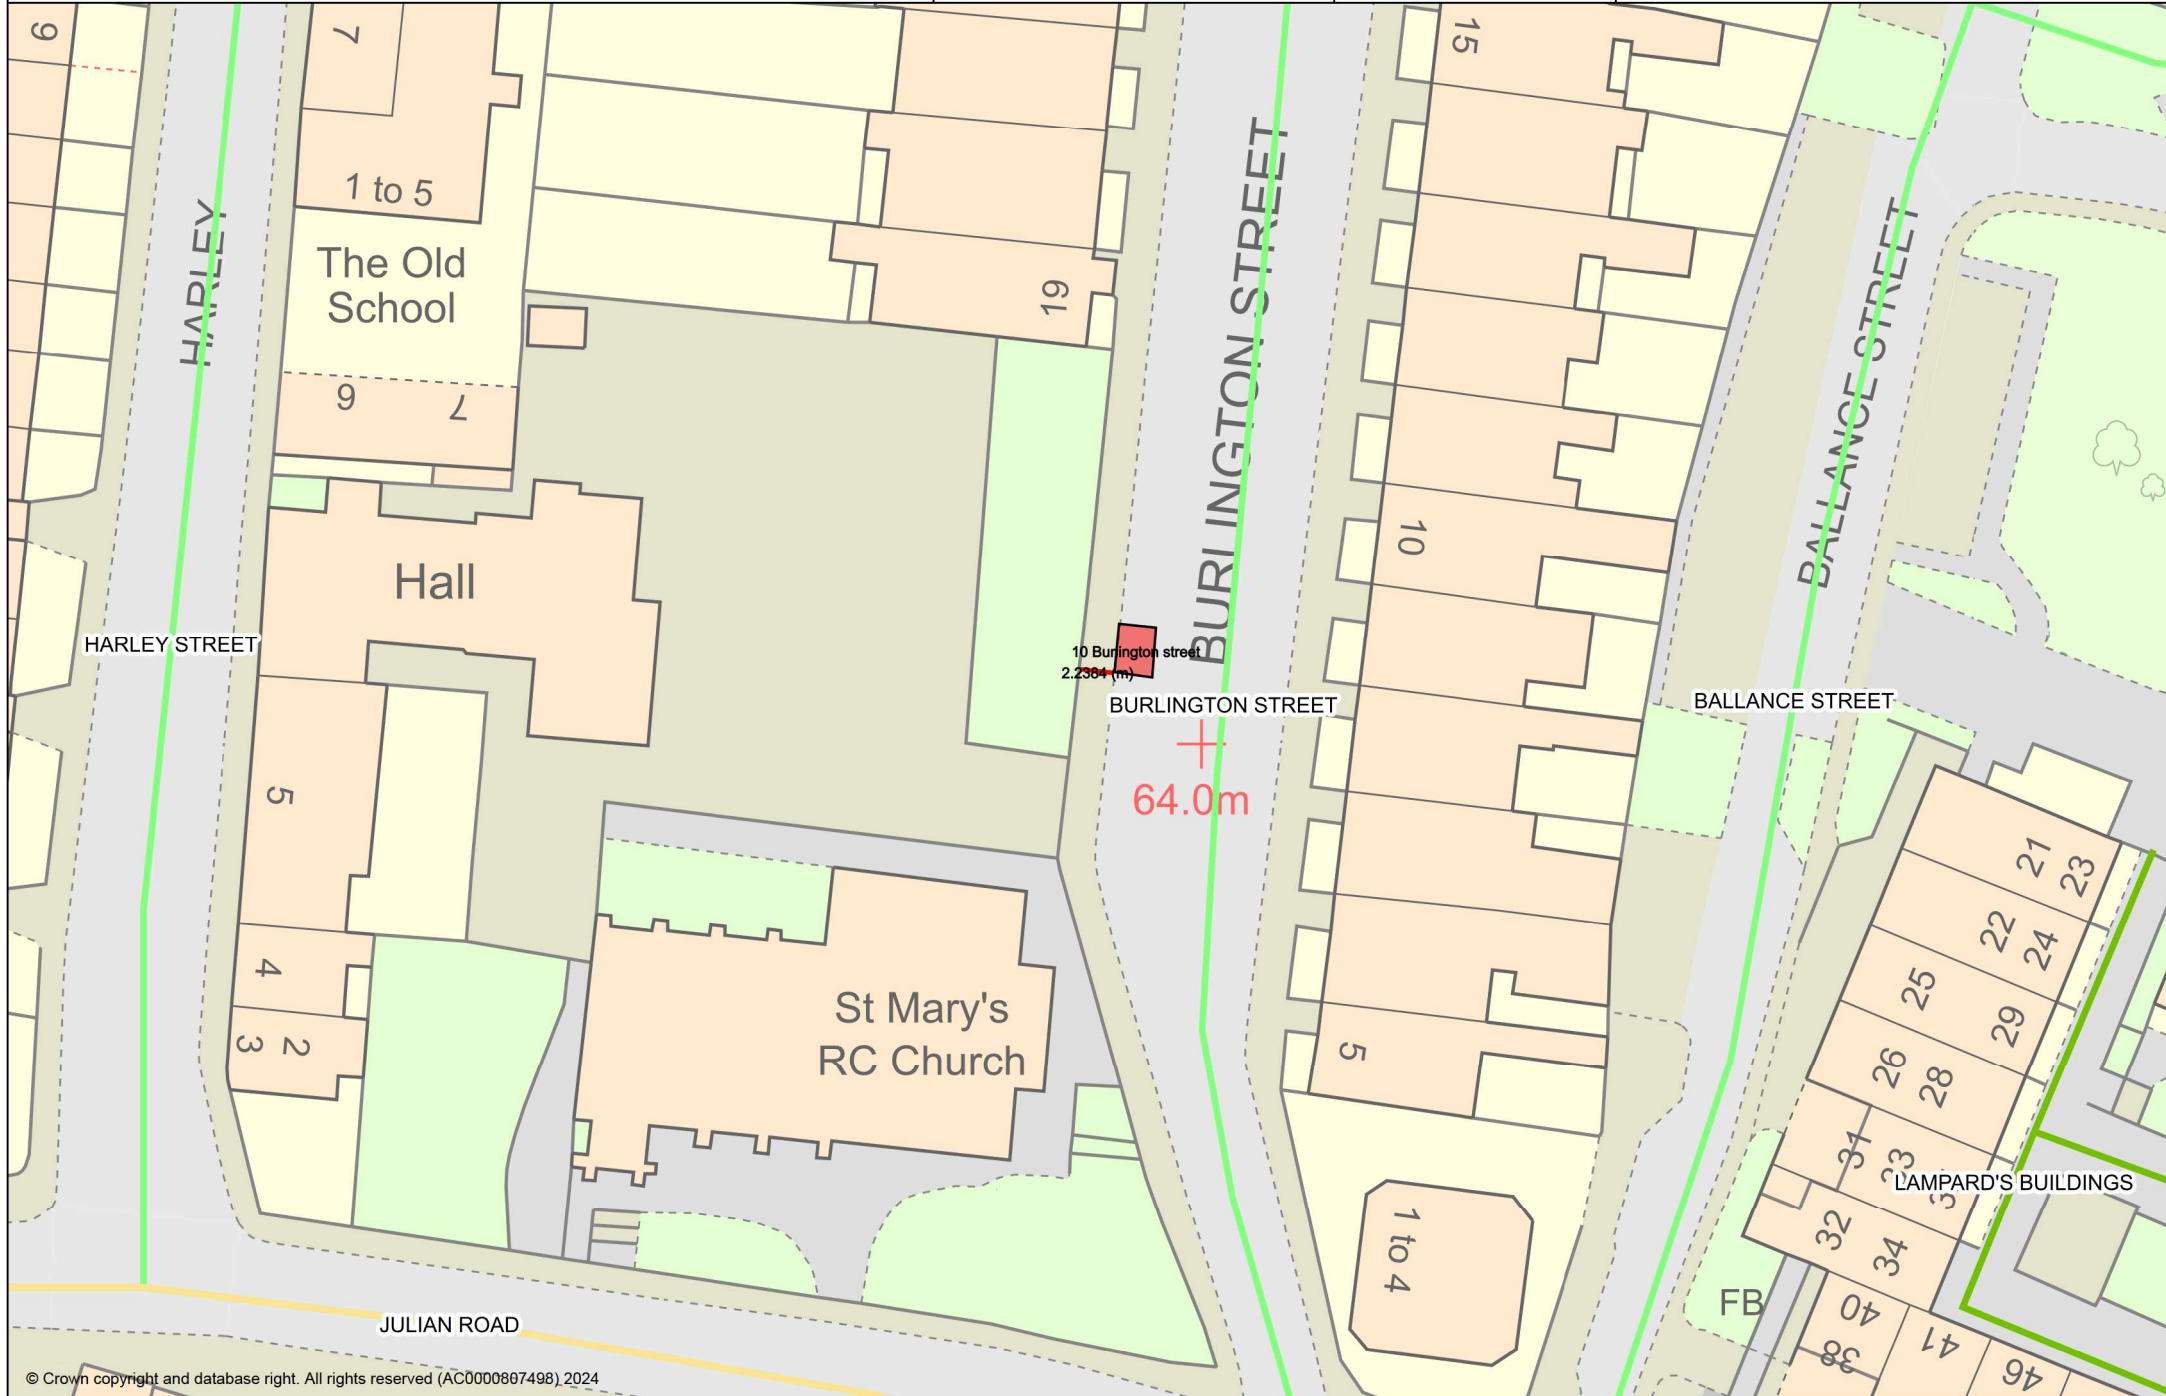 9
7
15
1 to 5
HARLEY
The Old
School
19
BURLINGTON STREET
BALLANCE STREET
6
7
10
Hall
HARLEY STREET
10 Burlington street
2.2384 (m)
BURLINGTON STREET
BALLANCE STREET
64.0m
5
21
23
22
24
4
25
St Mary's
RC Church
29
3
2
5
26
28
31
33
LAMPARD'S BUILDINGS
32
34
1 to 4
FB
40
41
38
46
JULIAN ROAD
© Crown copyright and database right. All rights reserved (AC0000807498) 2024